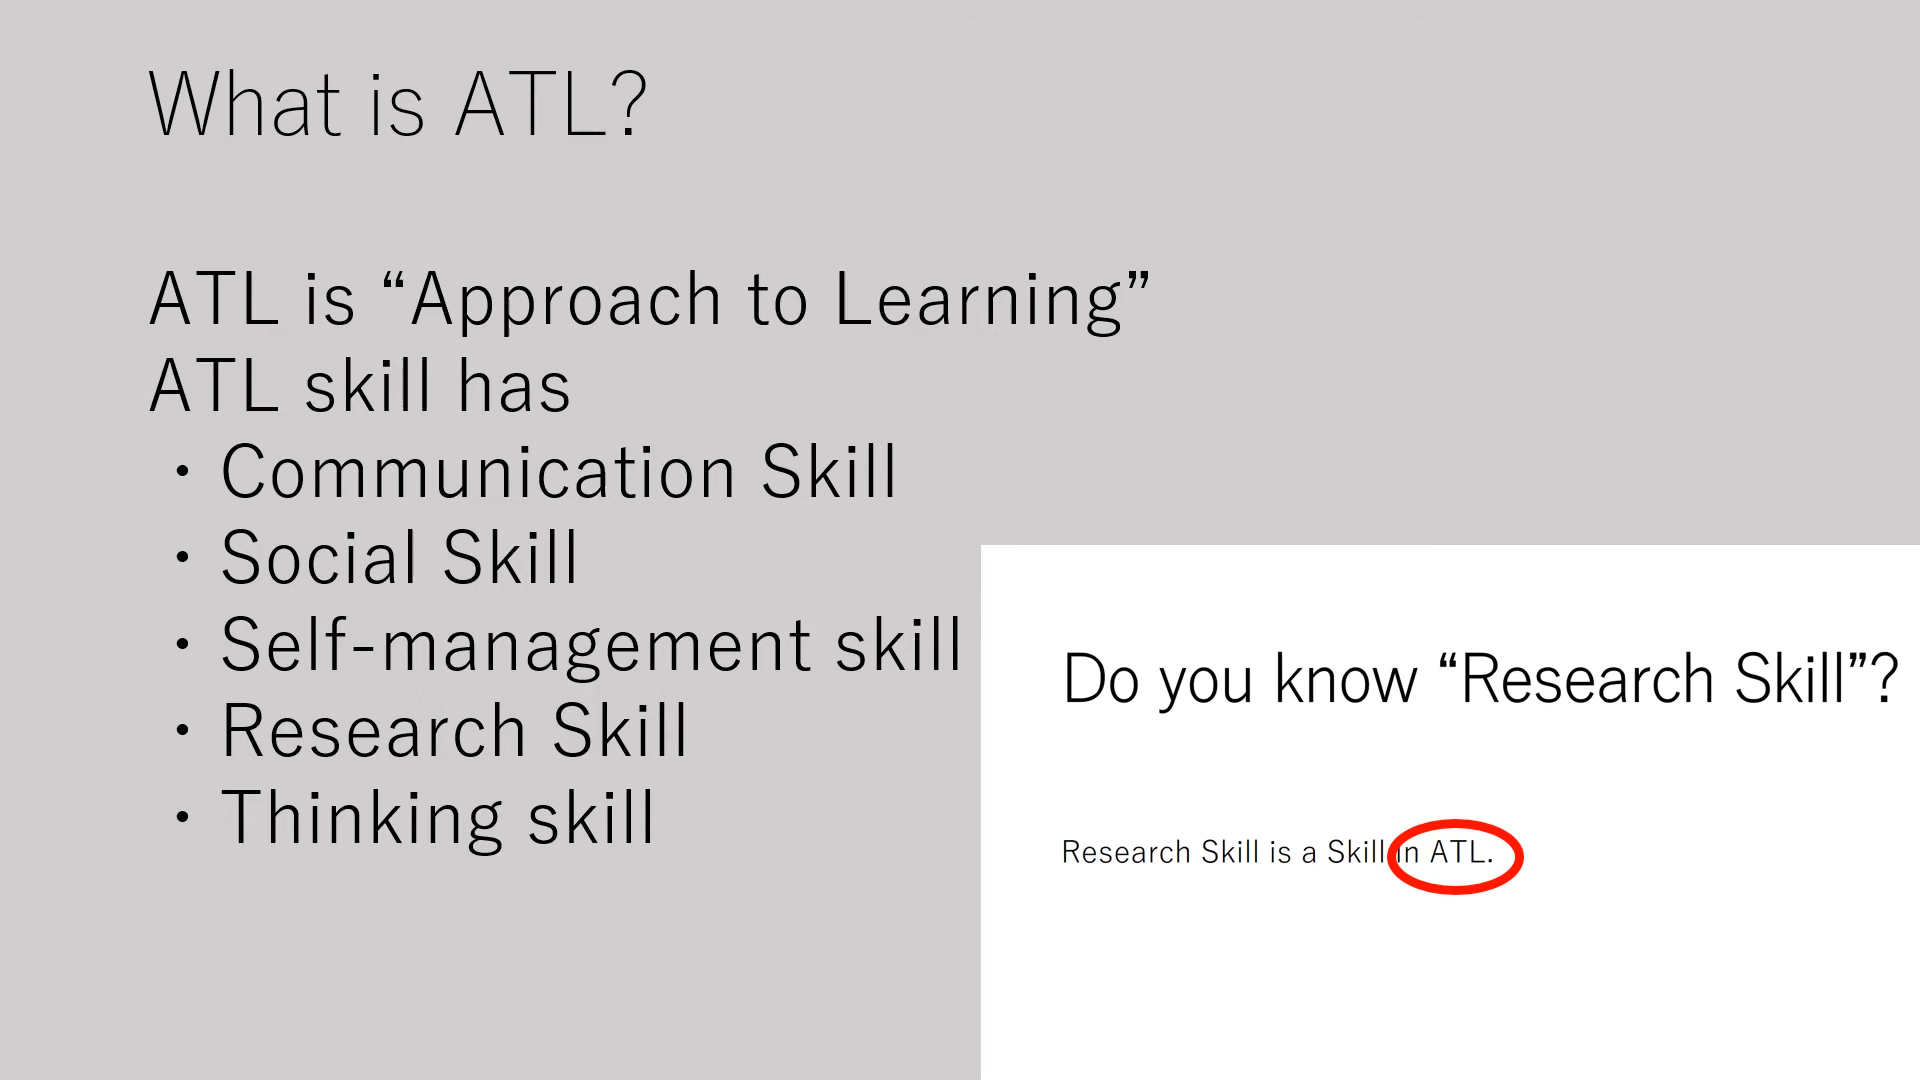 What is ATL?
ATL is “Approach to Learning”
ATL skill has
・Communication Skill
・Social Skill
・Self-management skill
・Research Skill
・Thinking skill
Do you know “Research Skill”?
Research Skill is a Skill in ATL.